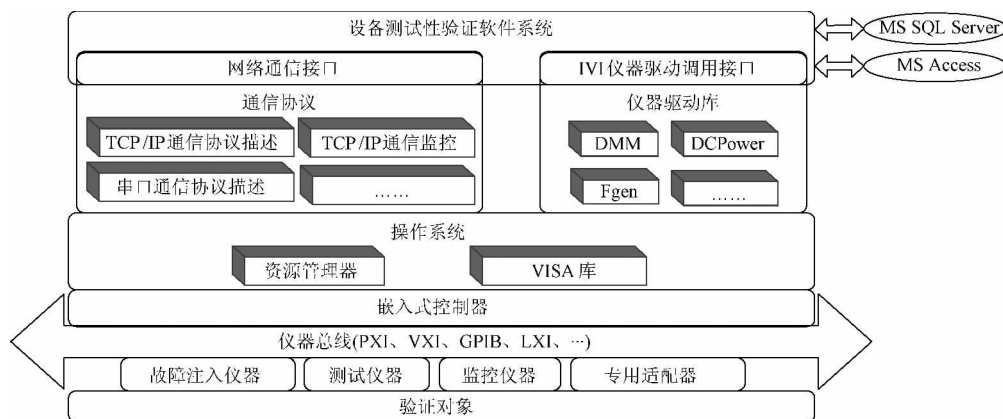 设备测试性验证软件系统
MS SQL Server
网络通信接口
IVI仪器驱动调用接口
MS Access
通信协议
仪器驱动库
TCP/IP通信协议描述
TCP/IP通信监控
DMM
DCPower
串口通信协议描述
……
Fgen
……
操作系统
资源管理器
VISA库
嵌入式控制器
仪器总线(PXI、VXI、GPIB、LXI、…)
故障注入仪器
测试仪器
监控仪器
专用适配器
验证对象